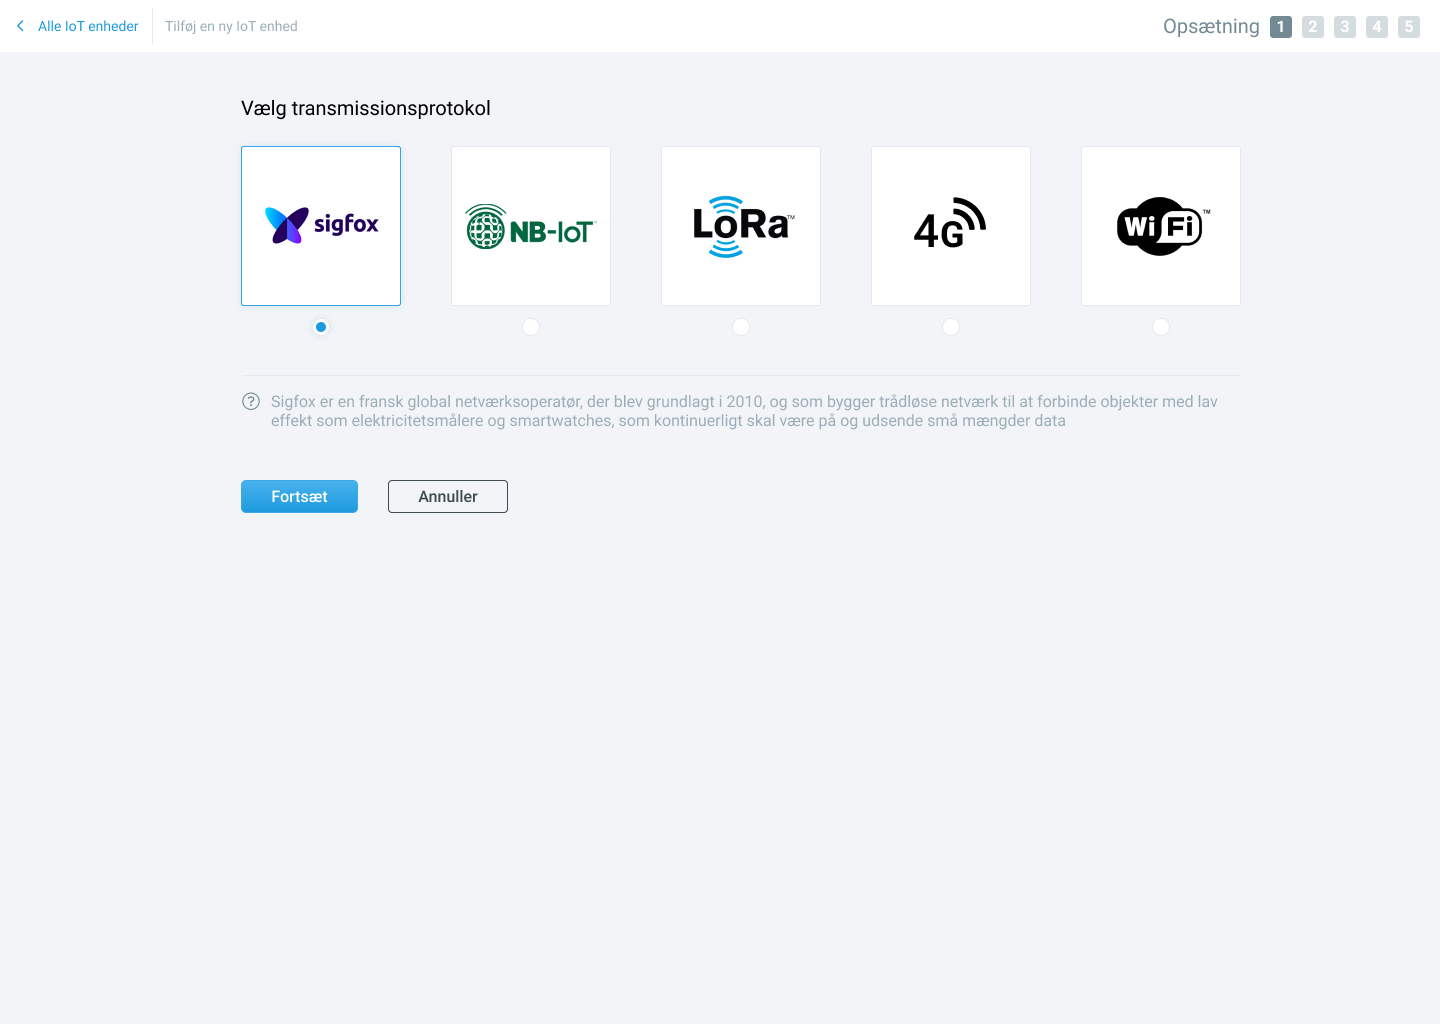 Alle IoT enheder
Tilføj en ny IoT enhed
Opsætning 1 2 3 4 5
Vælg transmissionsprotokol
sigfox
NB-IoT™
LoRa™
4G
WiFi™
Sigfox er en fransk global netværksoperatør, der blev grundlagt i 2010, og som bygger trådløse netværk til at forbinde objekter med lav
effekt som elektricitetsmålere og smartwatches, som kontinuerligt skal være på og udsende små mængder data
Fortsæt
Annuller